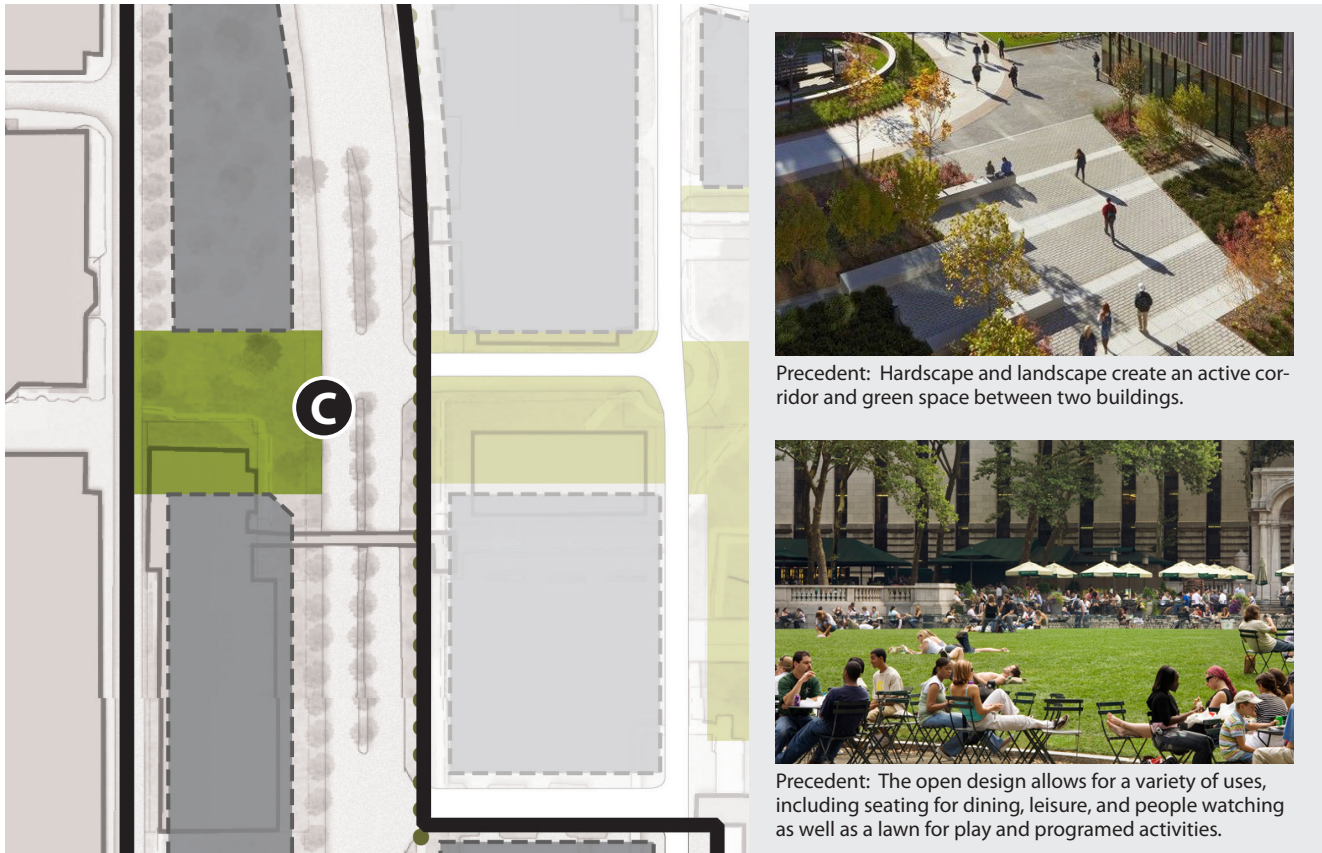 C
Precedent: Hardscape and landscape create an active cor-
ridor and green space between two buildings.
Precedent: The open design allows for a variety of uses,
including seating for dining, leisure, and people watching
as well as a lawn for play and programed activities.